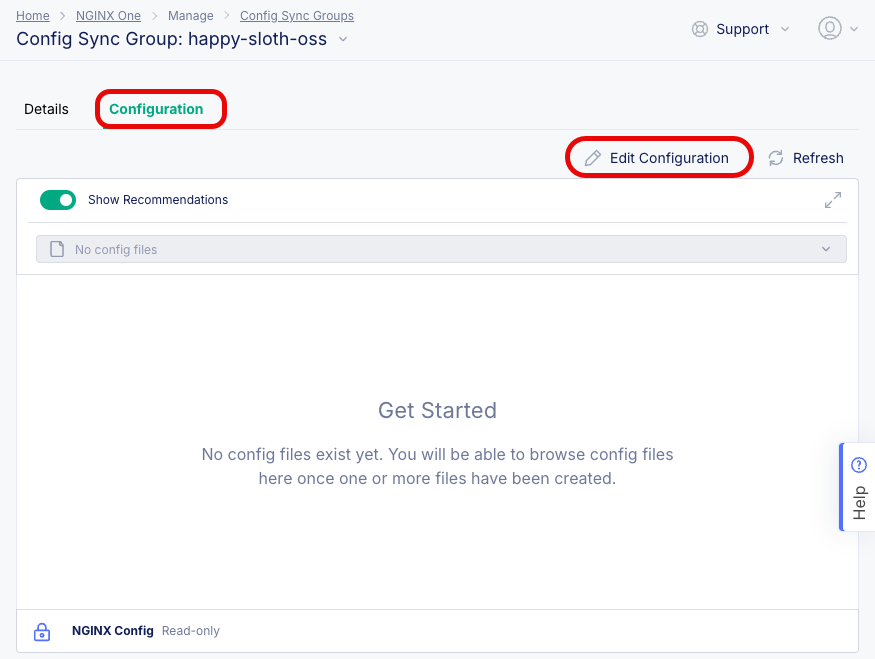 Home > NGINX One > Manage > Config Sync Groups
Config Sync Group: happy-sloth-oss
Support
Details
Configuration
Edit Configuration
Refresh
Show Recommendations
No config files
Get Started
No config files exist yet. You will be able to browse config files
here once one or more files have been created.
Help
NGINX Config Read-only